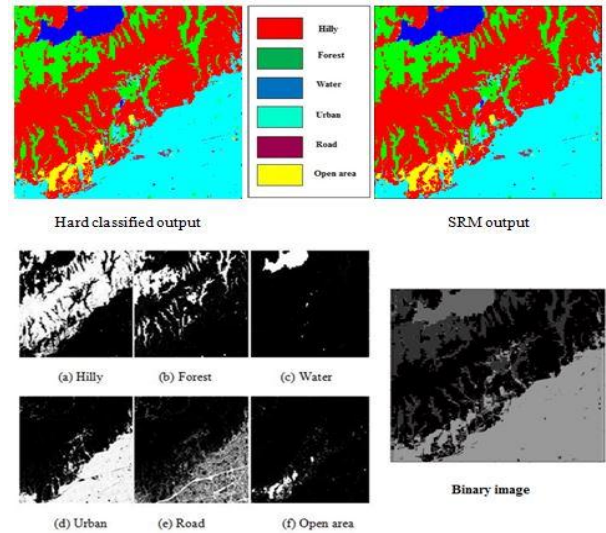 Hilly
Forest
Water
Urban
Road
Open area
Hard classified output
SRM output
(a) Hilly
(b) Forest
(c) Water
(d) Urban
(e) Road
(f) Open area
Binary image